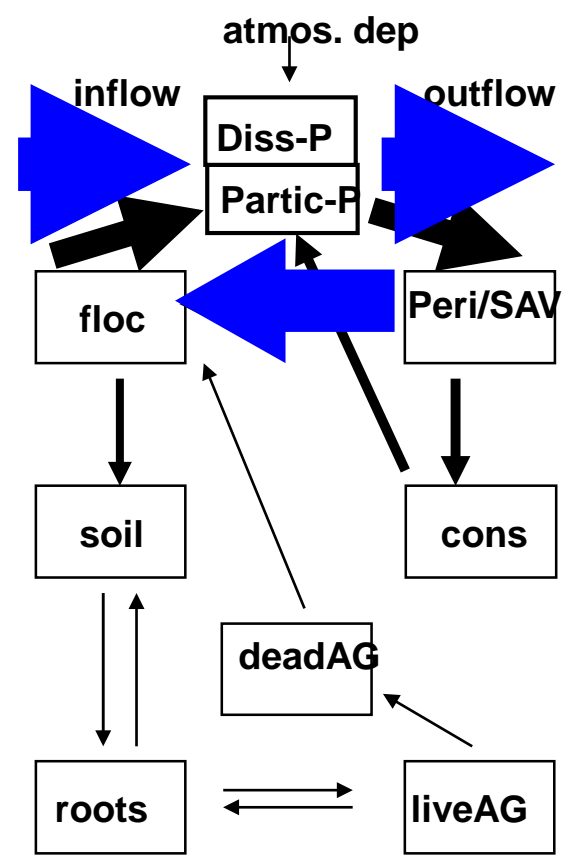 atmos. dep
inflow
outflow
Diss-P
Partic-P
floc
Peri/SAV
soil
cons
deadAG
roots
liveAG